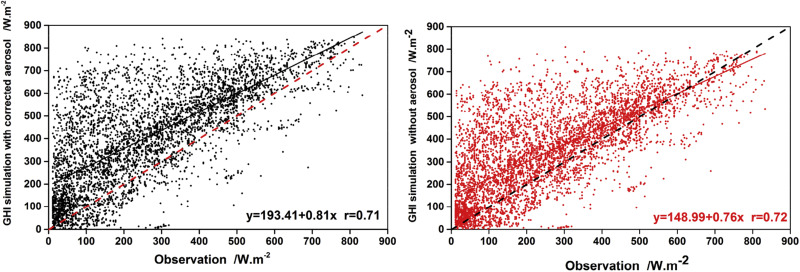 GHI simulation with corrected aerosol /W.m-2
900
800
700
600
500
400
300
200
100
0
y=193.41+0.81x r=0.71
0 100 200 300 400 500 600 700 800 900
Observation /W.m-2
GHI simulation without aerosol /W.m-2
900
800
700
600
500
400
300
200
100
0
y=148.99+0.76x r=0.72
0 100 200 300 400 500 600 700 800 900
Observation /W.m-2